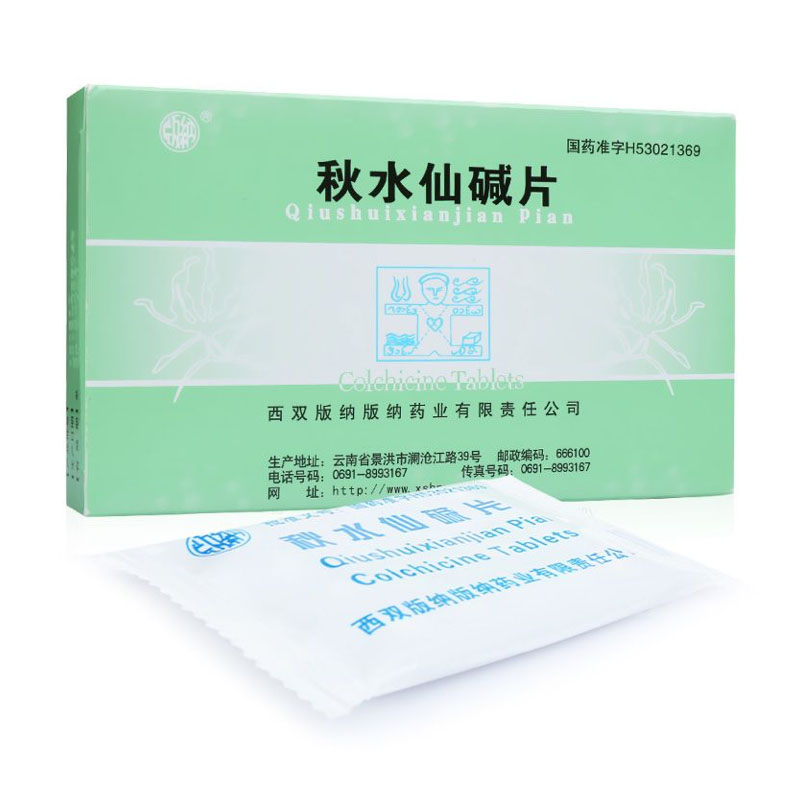 ®
国药准字H53021369
秋水仙碱片
Qiushuixianjian Pian
Colchicine Tablets
西双版纳版纳药业有限责任公司
生产地址：云南省景洪市澜沧江路39号 邮政编码：666100
电话号码：0691-8993167 传真号码：0691-8993167
网 址：http://www.xsb
H53021369
秋水仙碱片
Qiushuixianjian Pian
Colchicine Tablets
西双版纳版纳药业有限责任公